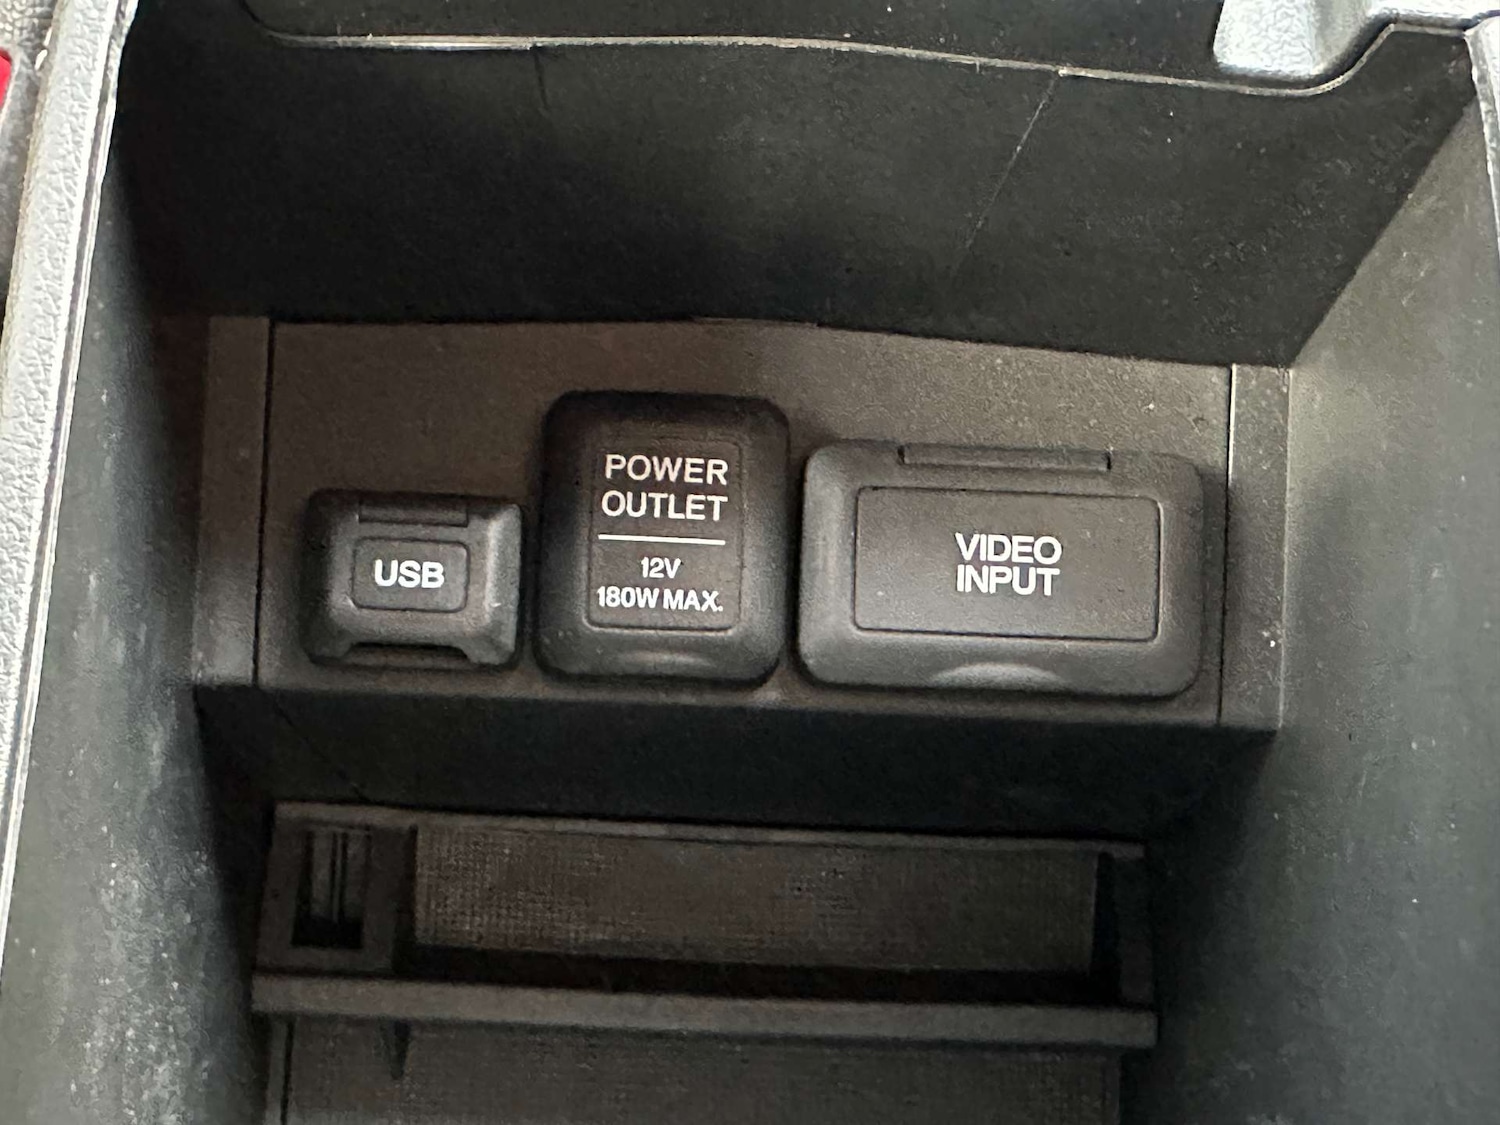 USB
POWER
OUTLET
12V
180W MAX.
VIDEO
INPUT